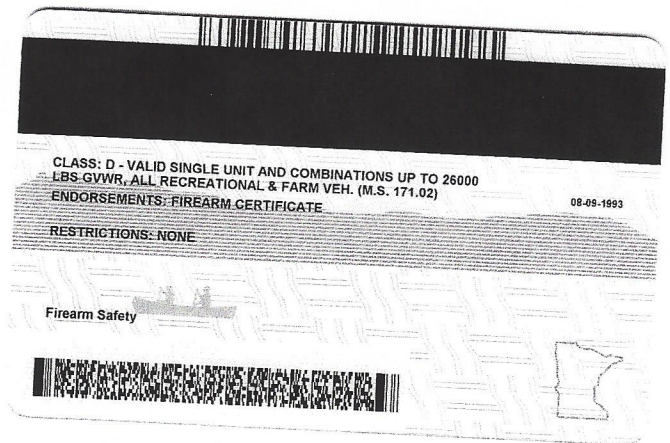 CLASS: D - VALID SINGLE UNIT AND COMBINATIONS UP TO 26000
LBS GVWR, ALL RECREATIONAL & FARM VEH. (M.S. 171.02)
08-09-1993
ENDORSEMENTS: FIREARM CERTIFICATE
RESTRICTIONS: NONE
Firearm Safety